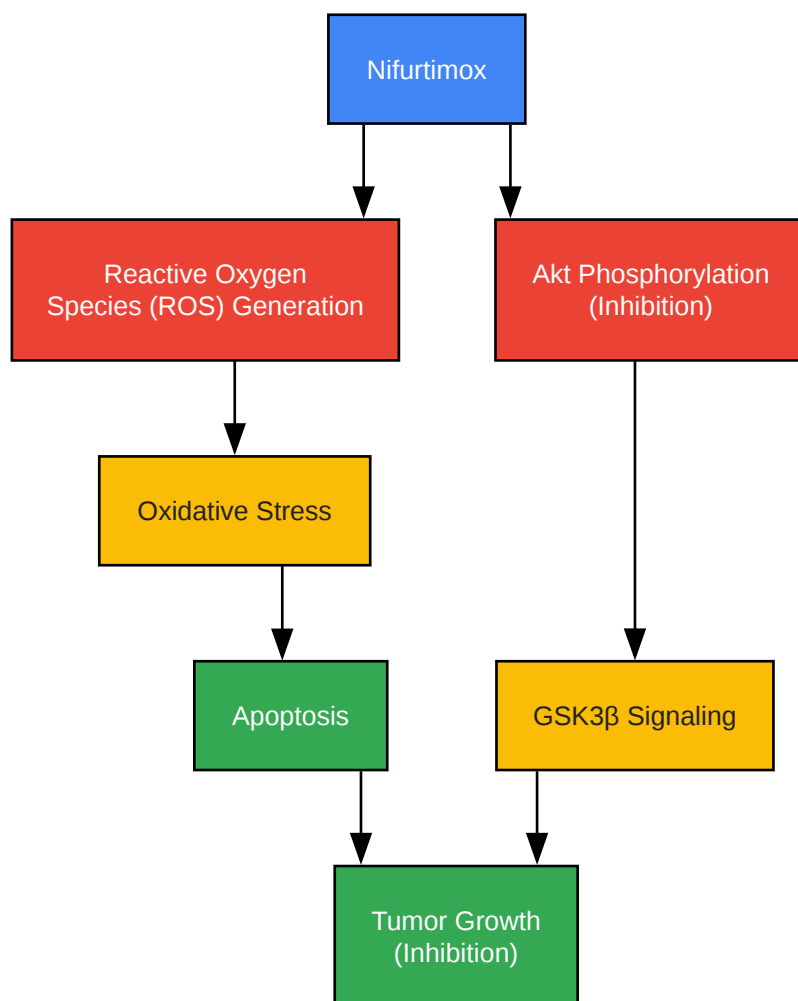 Nifurtimox
Reactive Oxygen
Species (ROS) Generation
Akt Phosphorylation
(Inhibition)
Oxidative Stress
Apoptosis
GSK3β Signaling
Tumor Growth
(Inhibition)